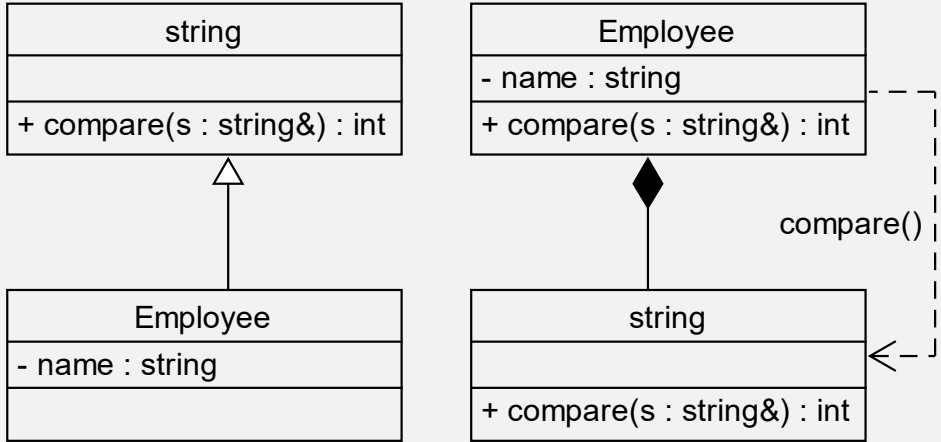 string
+ compare(s : string&) : int
Employee
- name : string
Employee
- name : string
+ compare(s : string&) : int
compare()
string
+ compare(s : string&) : int